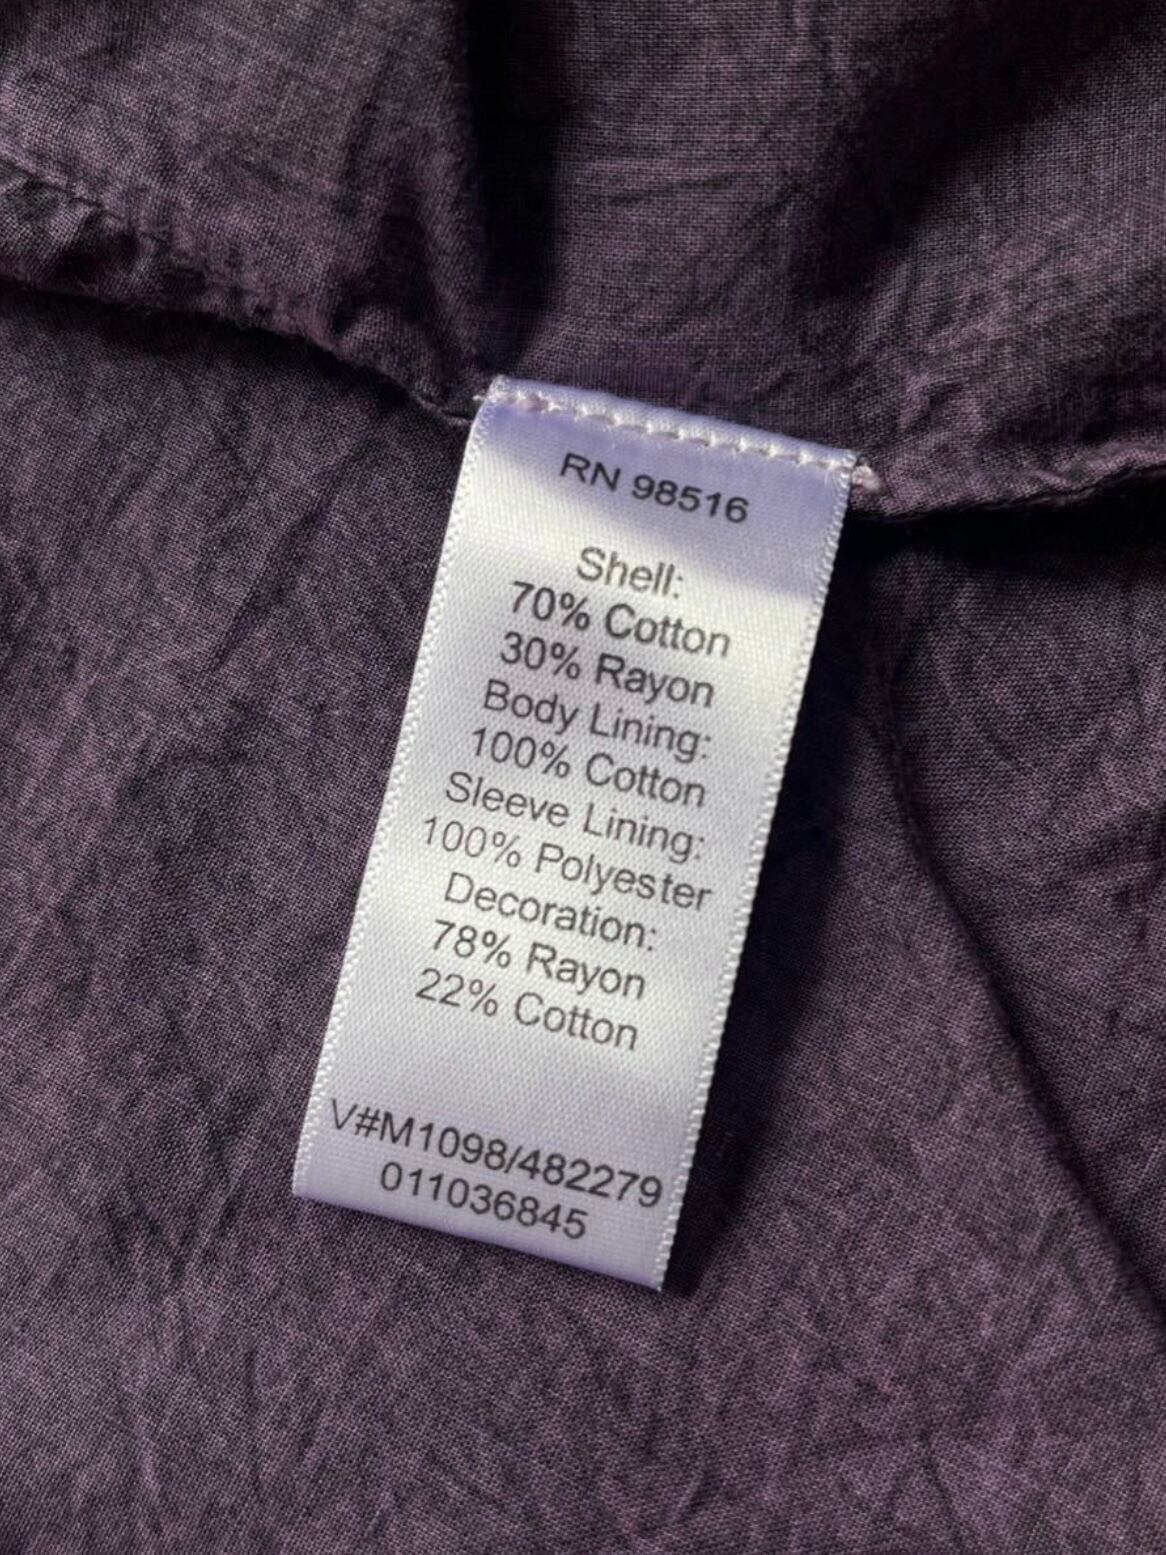 RN 98516
Shell:
70% Cotton
30% Rayon
Body Lining:
100% Cotton
Sleeve Lining:
100% Polyester
Decoration:
78% Rayon
22% Cotton
V#M1098/482279
011036845